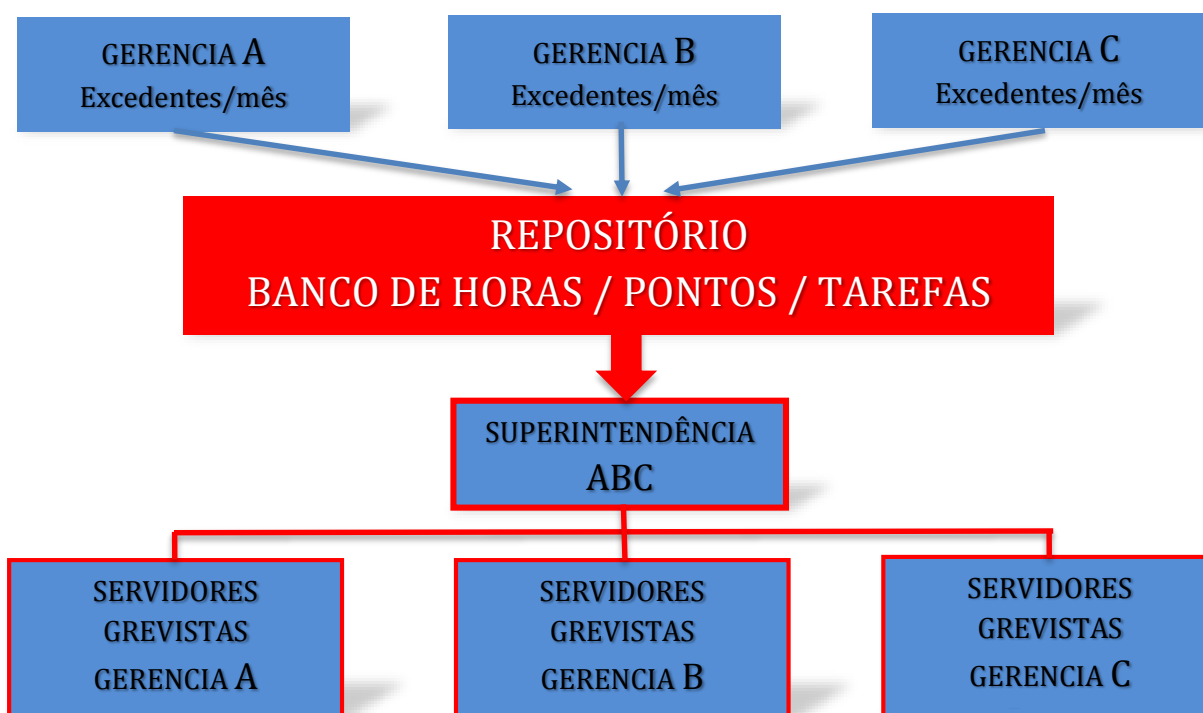 GERENCIA A
Excedentes/mês
GERENCIA B
Excedentes/mês
GERENCIA C
Excedentes/mês
REPOSITÓRIO
BANCO DE HORAS / PONTOS / TAREFAS
SUPERINTENDÊNCIA
ABC
SERVIDORES
GREVISTAS
GERENCIA A
SERVIDORES
GREVISTAS
GERENCIA B
SERVIDORES
GREVISTAS
GERENCIA C